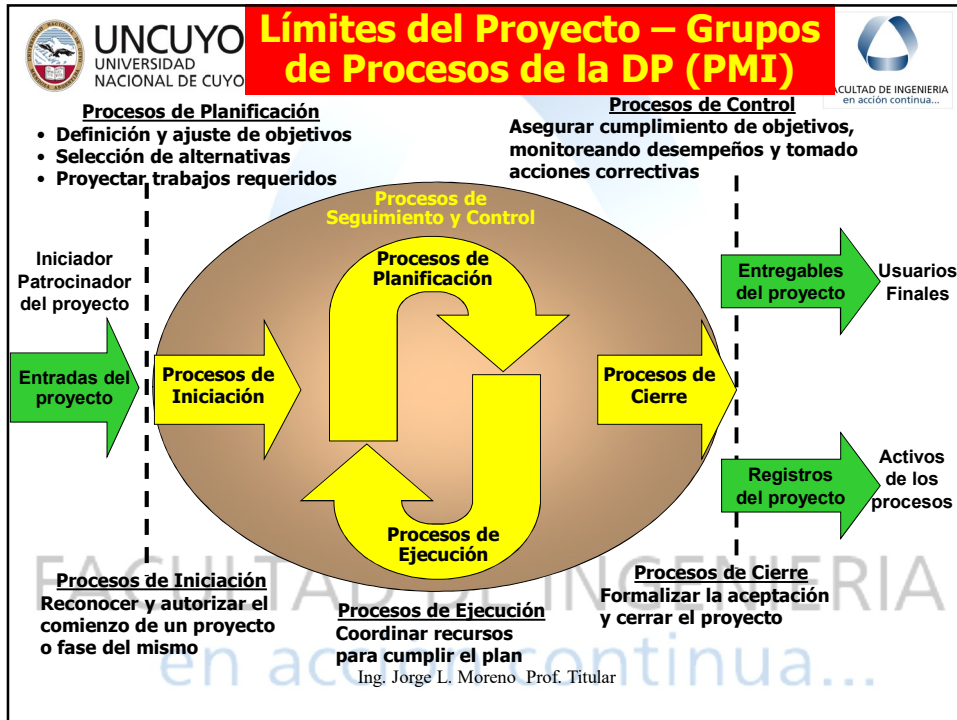 UNCUYO
UNIVERSIDAD
NACIONAL DE CUYO
Límites del Proyecto – Grupos
de Procesos de la DP (PMI)
FACULTAD DE INGENIERIA
en acción continua...
Procesos de Planificación
• Definición y ajuste de objetivos
• Selección de alternativas
• Proyectar trabajos requeridos
Procesos de Control
Asegurar cumplimiento de objetivos,
monitoreando desempeños y tomado
acciones correctivas
Procesos de
Seguimiento y Control
Iniciador
Patrocinador
del proyecto
Procesos de
Planificación
Entregables
del proyecto
Usuarios
Finales
Entradas del
proyecto
Procesos de
Iniciación
Procesos de
Cierre
Registros
del proyecto
Activos
de los
procesos
Procesos de
Ejecución
FACULTAD DE INGENIERIA
en acción continua...
Procesos de Iniciación
Reconocer y autorizar el
comienzo de un proyecto
o fase del mismo
Procesos de Ejecución
Coordinar recursos
para cumplir el plan
Procesos de Cierre
Formalizar la aceptación
y cerrar el proyecto
Ing. Jorge L. Moreno Prof. Titular